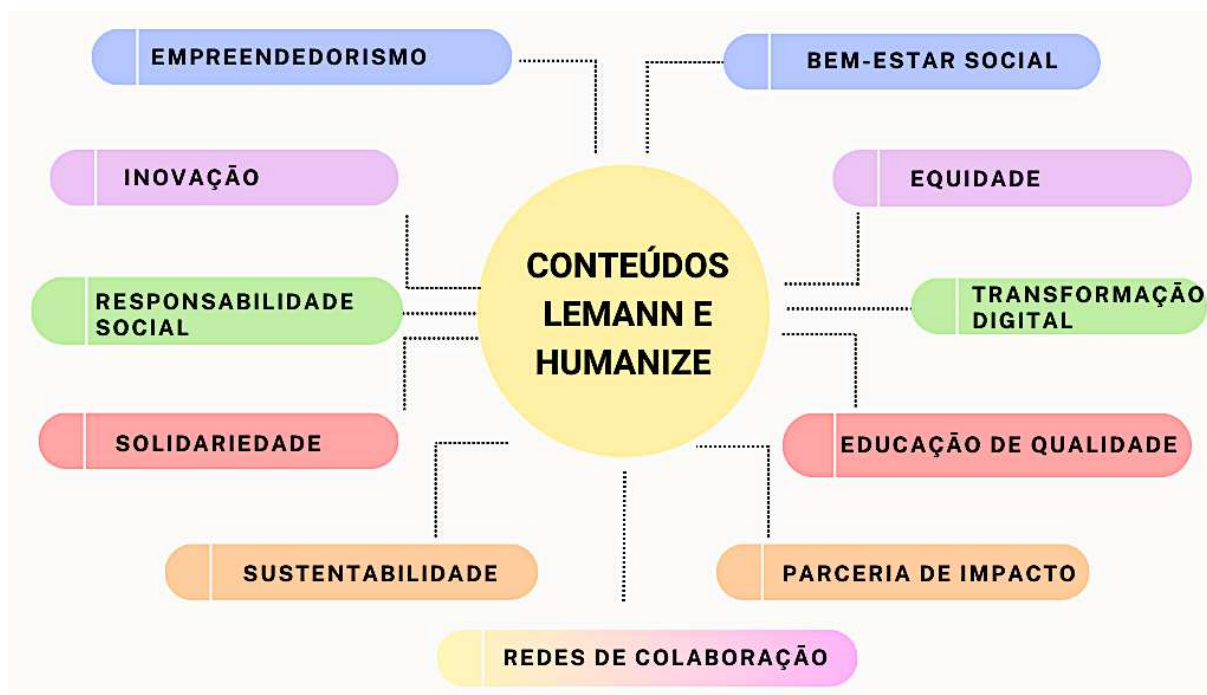 EMPREENDEDORISMO
BEM-ESTAR SOCIAL
INOVAÇÃO
EQUIDADE
CONTEÚDOS
LEMANN E
HUMANIZE
RESPONSABILIDADE
SOCIAL
TRANSFORMAÇÃO
DIGITAL
SOLIDARIEDADE
EDUCAÇÃO DE QUALIDADE
SUSTENTABILIDADE
PARCERIA DE IMPACTO
REDES DE COLABORAÇÃO